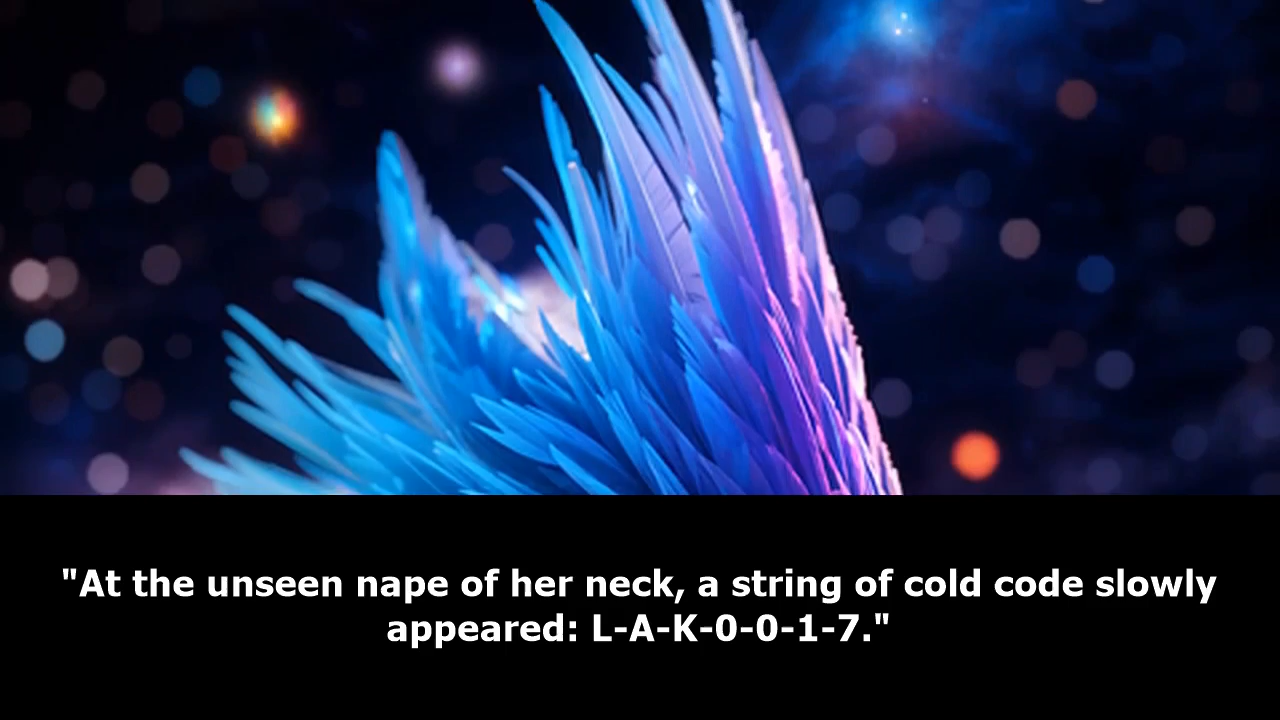 "At the unseen nape of her neck, a string of cold code slowly
appeared: L-A-K-0-0-1-7."